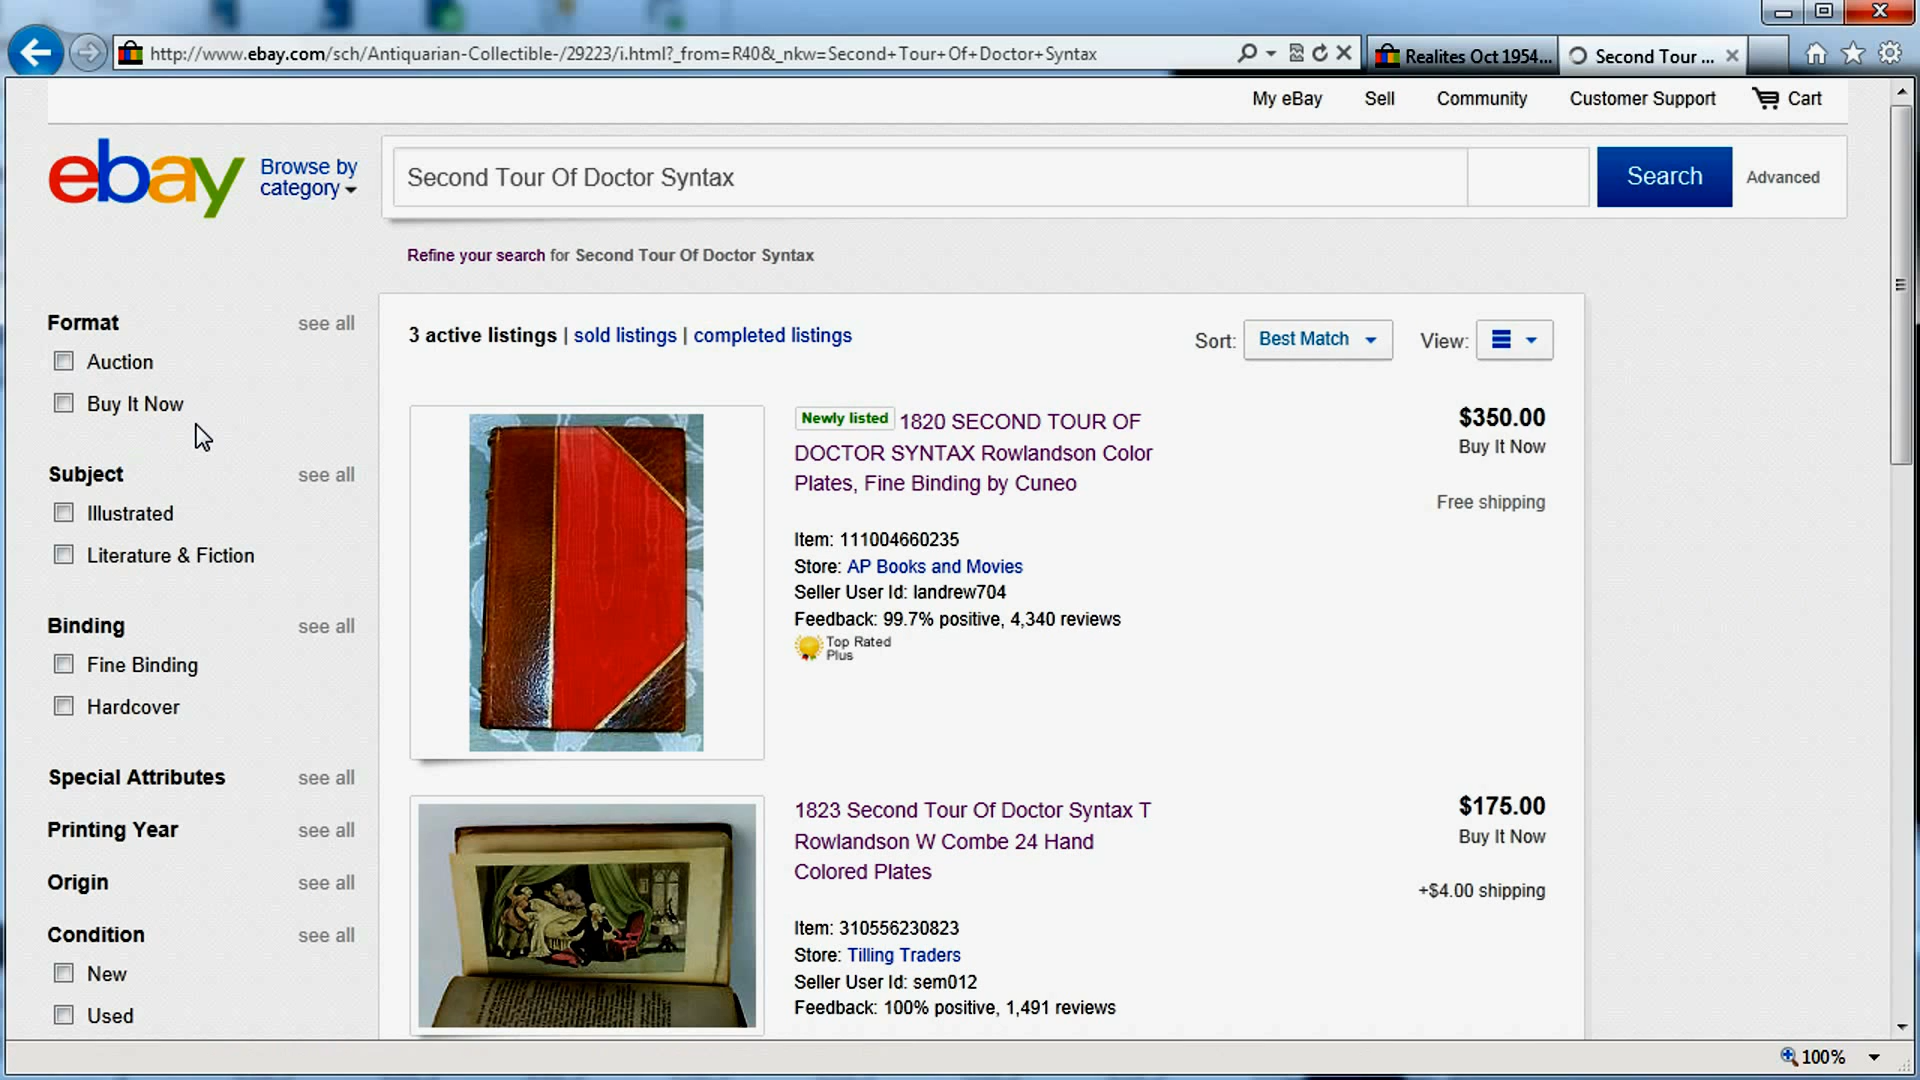 http://www.ebay.com/sch/Antiquarian-Collectible-/29223/i.html?_from=R40&_nkw=Second+Tour+Of+Doctor+Syntax
Realites Oct 1954...
Second Tour ...
My eBay
Sell
Community
Customer Support
Cart
ebay
Browse by
category
Second Tour Of Doctor Syntax
Search
Advanced
Refine your search for Second Tour Of Doctor Syntax
Format
see all
Auction
Buy It Now
Subject
see all
Illustrated
Literature & Fiction
Binding
see all
Fine Binding
Hardcover
Special Attributes
see all
Printing Year
see all
Origin
see all
Condition
see all
New
Used
3 active listings | sold listings | completed listings
Sort: Best Match
View:
Newly listed 1820 SECOND TOUR OF
DOCTOR SYNTAX Rowlandson Color
Plates, Fine Binding by Cuneo
Item: 111004660235
Store: AP Books and Movies
Seller User Id: landrew704
Feedback: 99.7% positive, 4,340 reviews
Top Rated
Plus
$350.00
Buy It Now
Free shipping
1823 Second Tour Of Doctor Syntax T
Rowlandson W Combe 24 Hand
Colored Plates
Item: 310556230823
Store: Tilling Traders
Seller User Id: sem012
Feedback: 100% positive, 1,491 reviews
$175.00
Buy It Now
+$4.00 shipping
100%